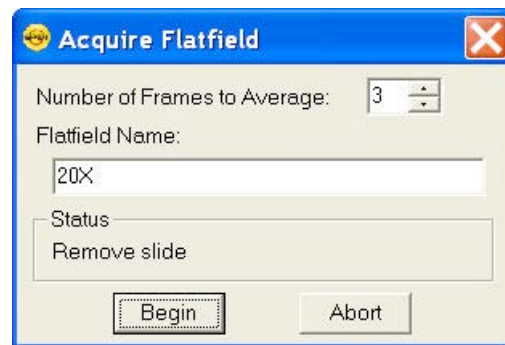 Acquire Flatfield
Number of Frames to Average: 3
Flatfield Name:
20X
Status
Remove slide
Begin Abort